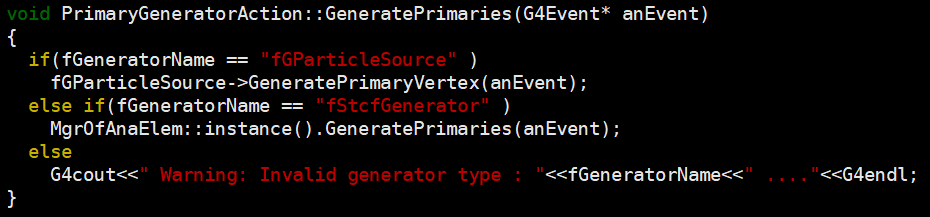 void PrimaryGeneratorAction::GeneratePrimaries(G4Event* anEvent)
{
  if(fGeneratorName == "fGParticleSource" )
    fGParticleSource->GeneratePrimaryVertex(anEvent);
  else if(fGeneratorName == "fStcfGenerator" )
    MgrOfAnaElem::instance().GeneratePrimaries(anEvent);
  else
    G4cout<<" Warning: Invalid generator type : "<<fGeneratorName<<" ...."<<G4endl;
}